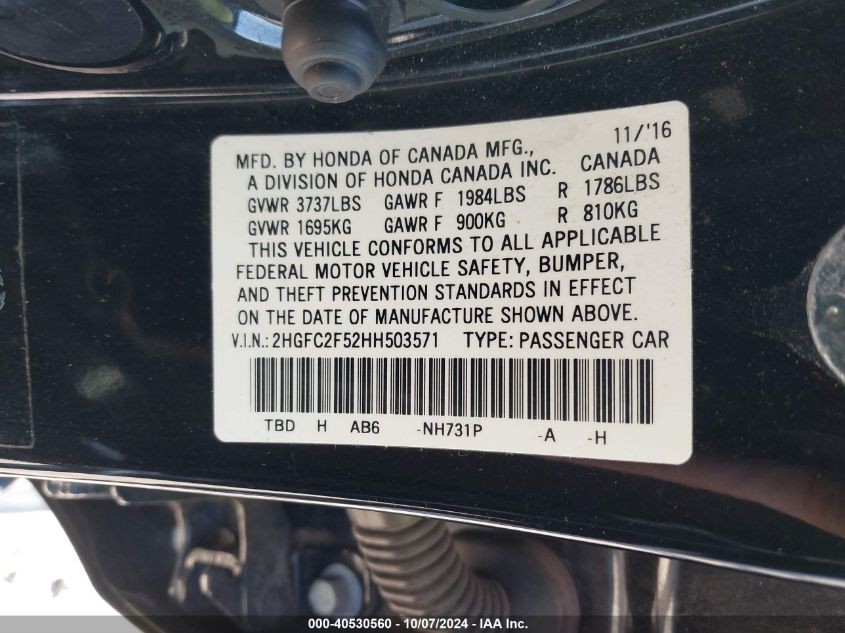 11/'16
MFD. BY HONDA OF CANADA MFG.,
A DIVISION OF HONDA CANADA INC. CANADA
GVWR 3737LBS GAWR F 1984LBS R 1786LBS
GVWR 1695KG GAWR F 900KG R 810KG
THIS VEHICLE CONFORMS TO ALL APPLICABLE
FEDERAL MOTOR VEHICLE SAFETY, BUMPER,
AND THEFT PREVENTION STANDARDS IN EFFECT
ON THE DATE OF MANUFACTURE SHOWN ABOVE.
V.I.N.: 2HGFC2F52HH503571 TYPE: PASSENGER CAR
TBD H AB6 -NH731P -A -H
000-40530560 - 10/07/2024 - IAA Inc.